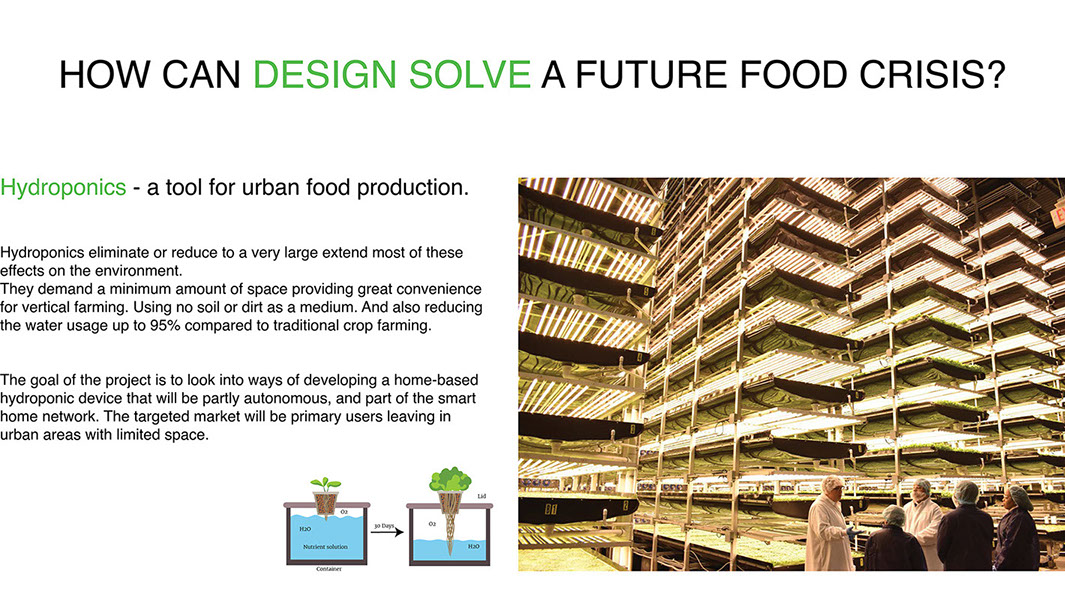 HOW CAN DESIGN SOLVE A FUTURE FOOD CRISIS?
Hydroponics - a tool for urban food production.
Hydroponics eliminate or reduce to a very large extend most of these
effects on the environment.
They demand a minimum amount of space providing great convenience
for vertical farming. Using no soil or dirt as a medium. And also reducing
the water usage up to 95% compared to traditional crop farming.
The goal of the project is to look into ways of developing a home-based
hydroponic device that will be partly autonomous, and part of the smart
home network. The targeted market will be primary users leaving in
urban areas with limited space.
O2
H2O
Nutrient solution
Container
30 Days
Lid
O2
H2O